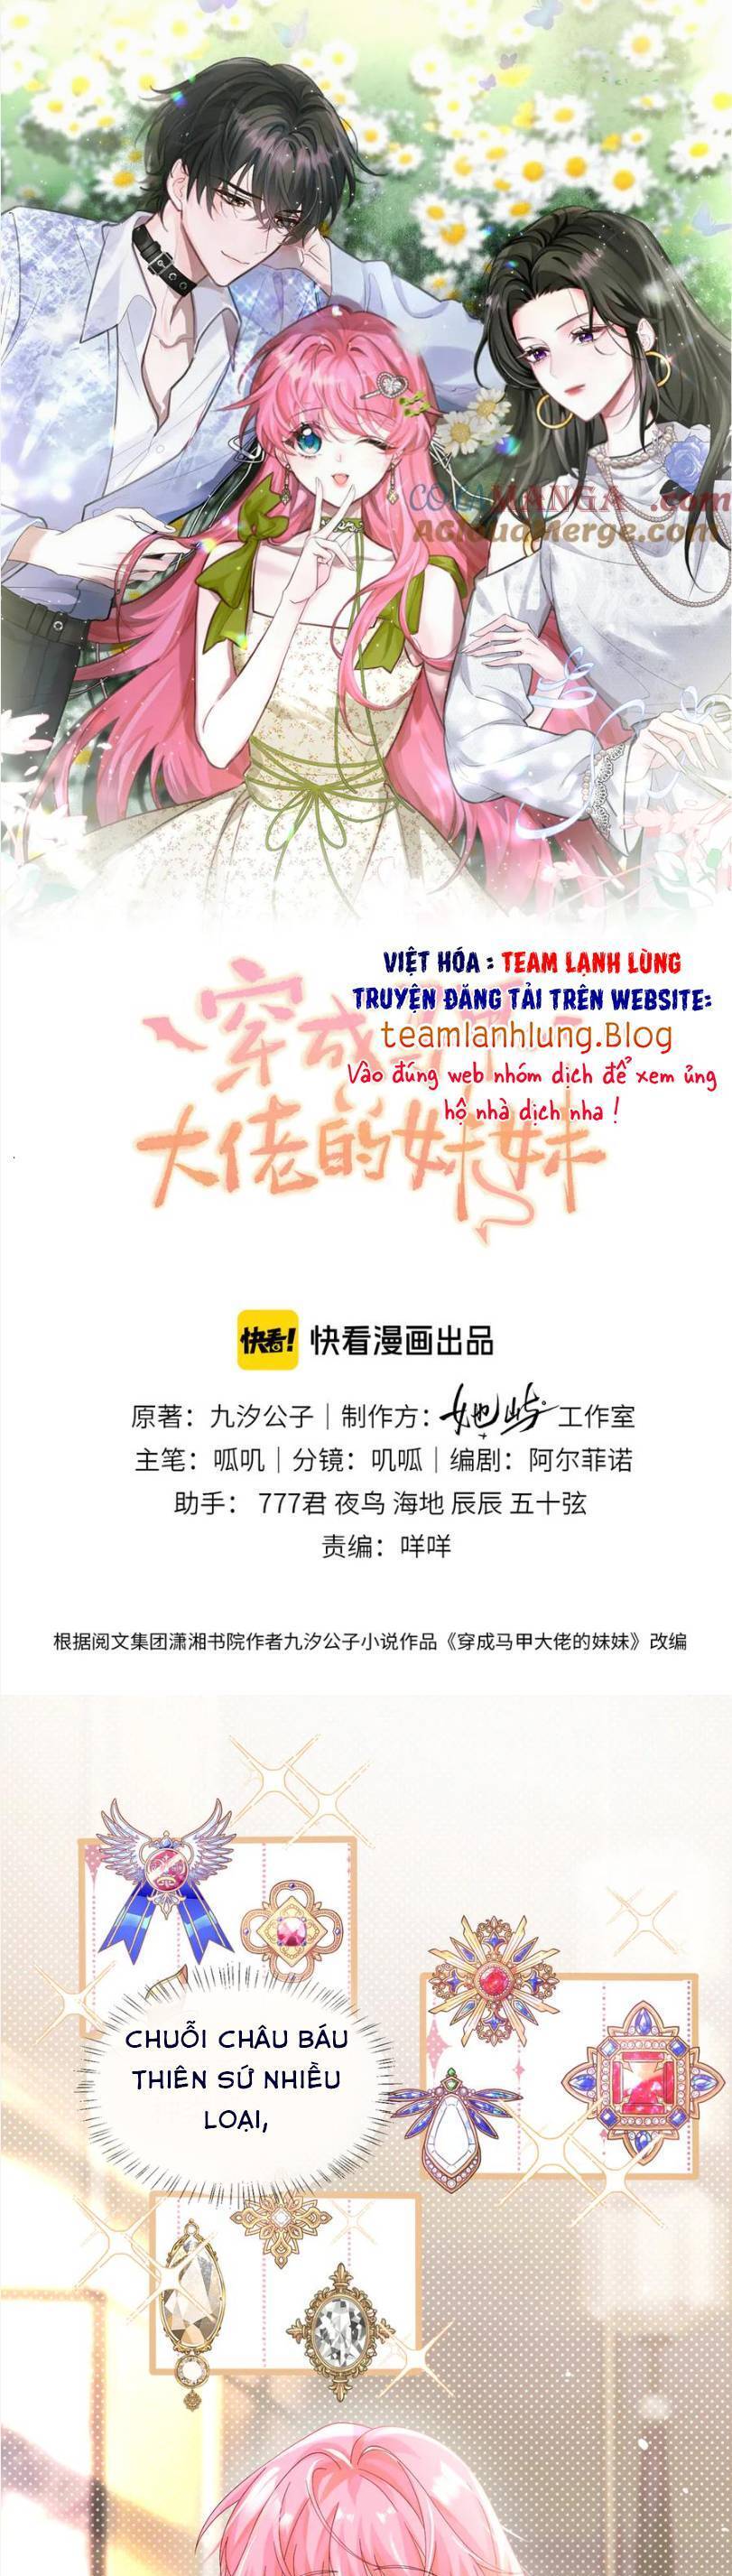 COLAMANGA.com
AcloudMerge.com
VIỆT HÓA : TEAM LẠNH LÙNG
TRUYỆN ĐĂNG TẢI TRÊN WEBSITE:
teamlanhlung.Blog
Vào đúng web nhóm dịch để xem ủng
hộ nhà dịch nha !
穿成
大佬的妹妹
快看! 快看漫画出品
原著：九汐公子｜制作方：她屿工作室
主笔：呱叽｜分镜：叽呱｜编剧：阿尔菲诺
助手： 777君 夜鸟 海地 辰辰 五十弦
责编：咩咩
根据阅文集团潇湘书院作者九汐公子小说作品《穿成马甲大佬的妹妹》改编
CHUỖI CHÂU BÁU
THIÊN SỨ NHIỀU
LOẠI,